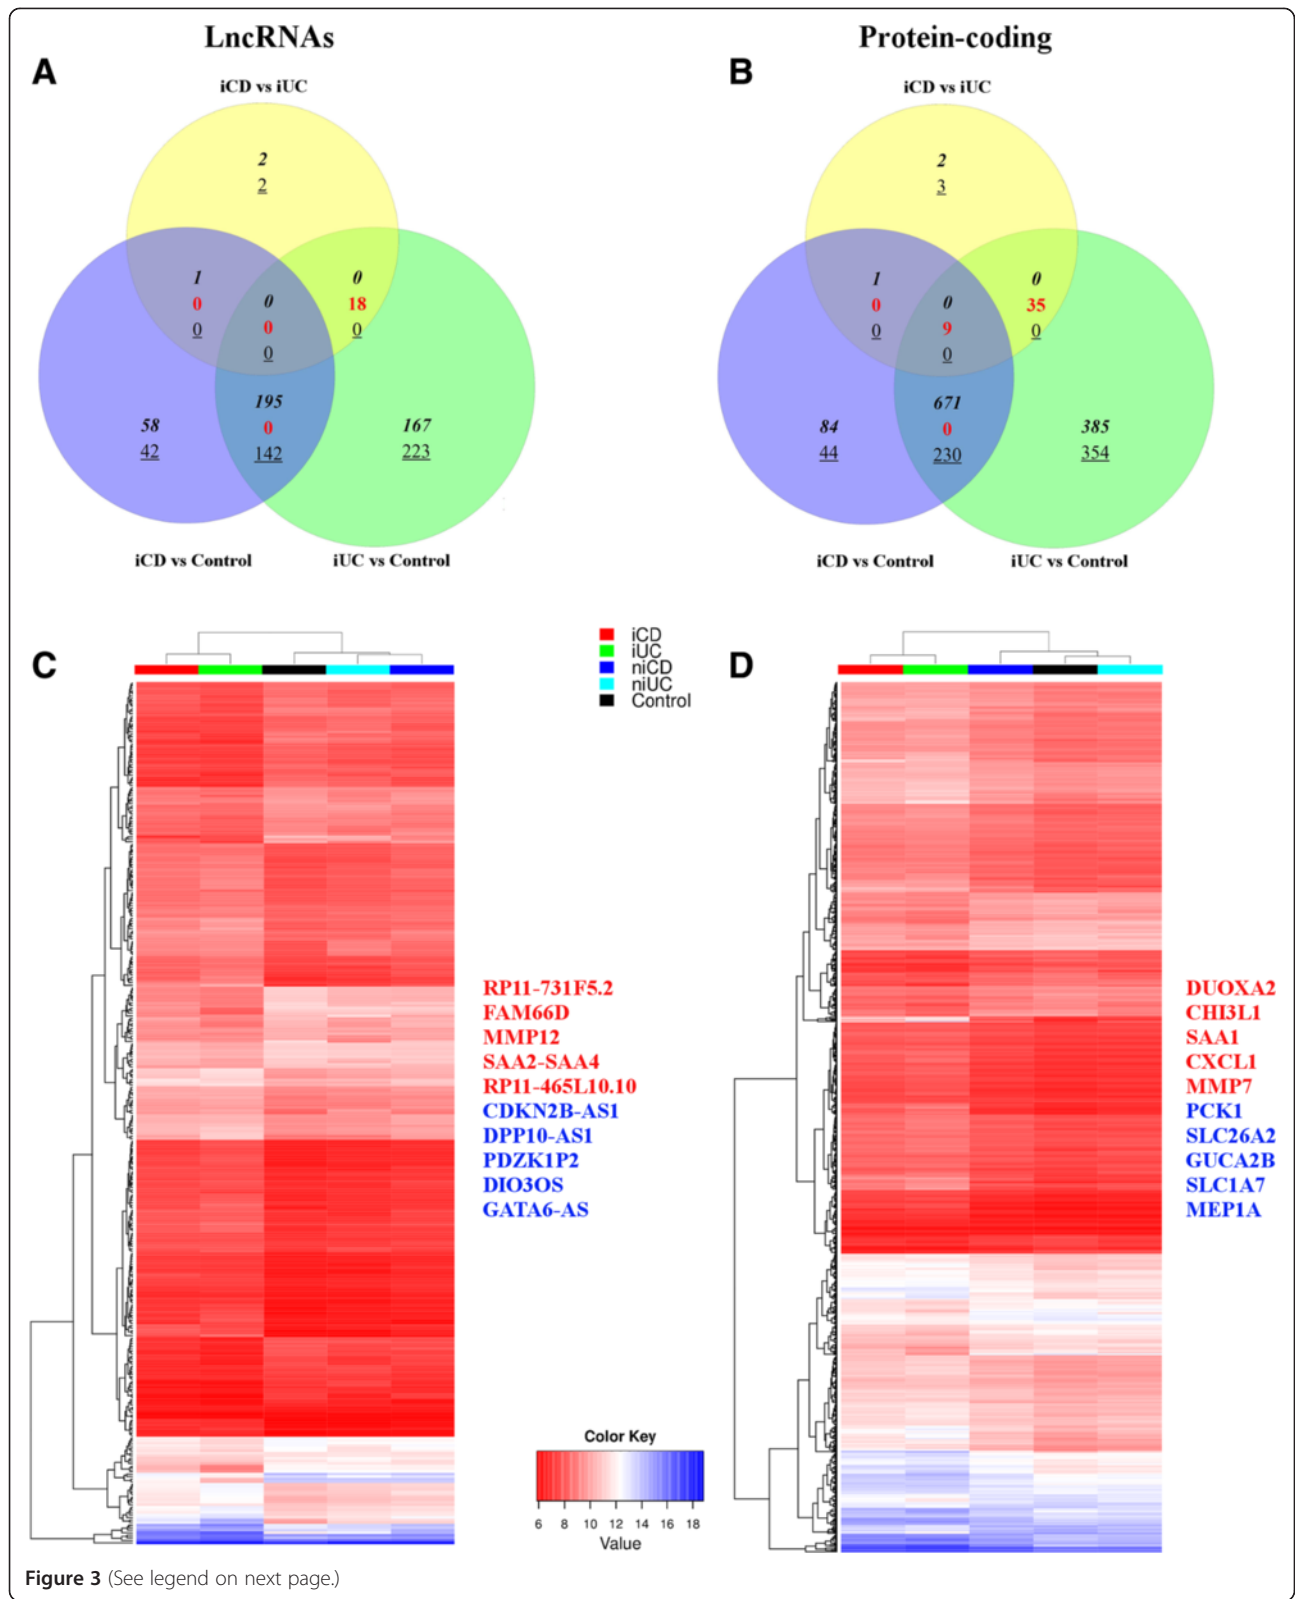 LncRNAs
Protein-coding
A
B
iCD vs iUC
2
2
1
0
0
0
0
0
0
18
0
195
0
142
58
42
167
223
iCD vs Control
iUC vs Control
iCD vs iUC
2
3
1
0
0
0
9
0
0
35
0
671
0
230
84
44
385
354
iCD vs Control
iUC vs Control
C
iCD
iUC
niCD
niUC
Control
D
RP11-731F5.2
FAM66D
MMP12
SAA2-SAA4
RP11-465L10.10
CDKN2B-AS1
DPP10-AS1
PDZK1P2
DIO3OS
GATA6-AS
DUOXA2
CHI3L1
SAA1
CXCL1
MMP7
PCK1
SLC26A2
GUCA2B
SLC1A7
MEP1A
Color Key
6 8 10 12 14 16 18
Value
Figure 3 (See legend on next page.)